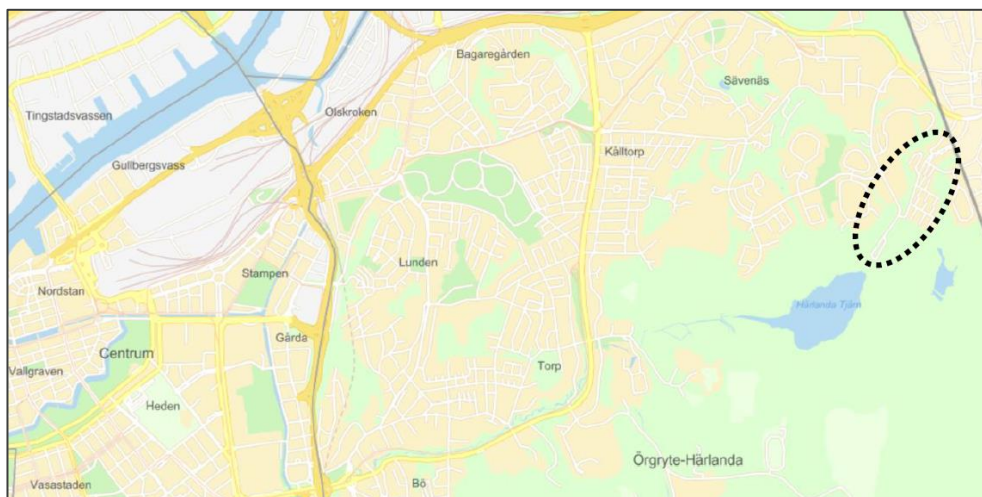 Bagaregården
Sävenäs
Tingstadsvassen
Olskroken
Gullbergsvass
Kålltorp
Stampen
Lunden
Nordstan
Härlanda Tjärn
Gårda
Centrum
Torp
Vallgraven
Heden
Örgryte-Härlanda
Bö
Vasastaden